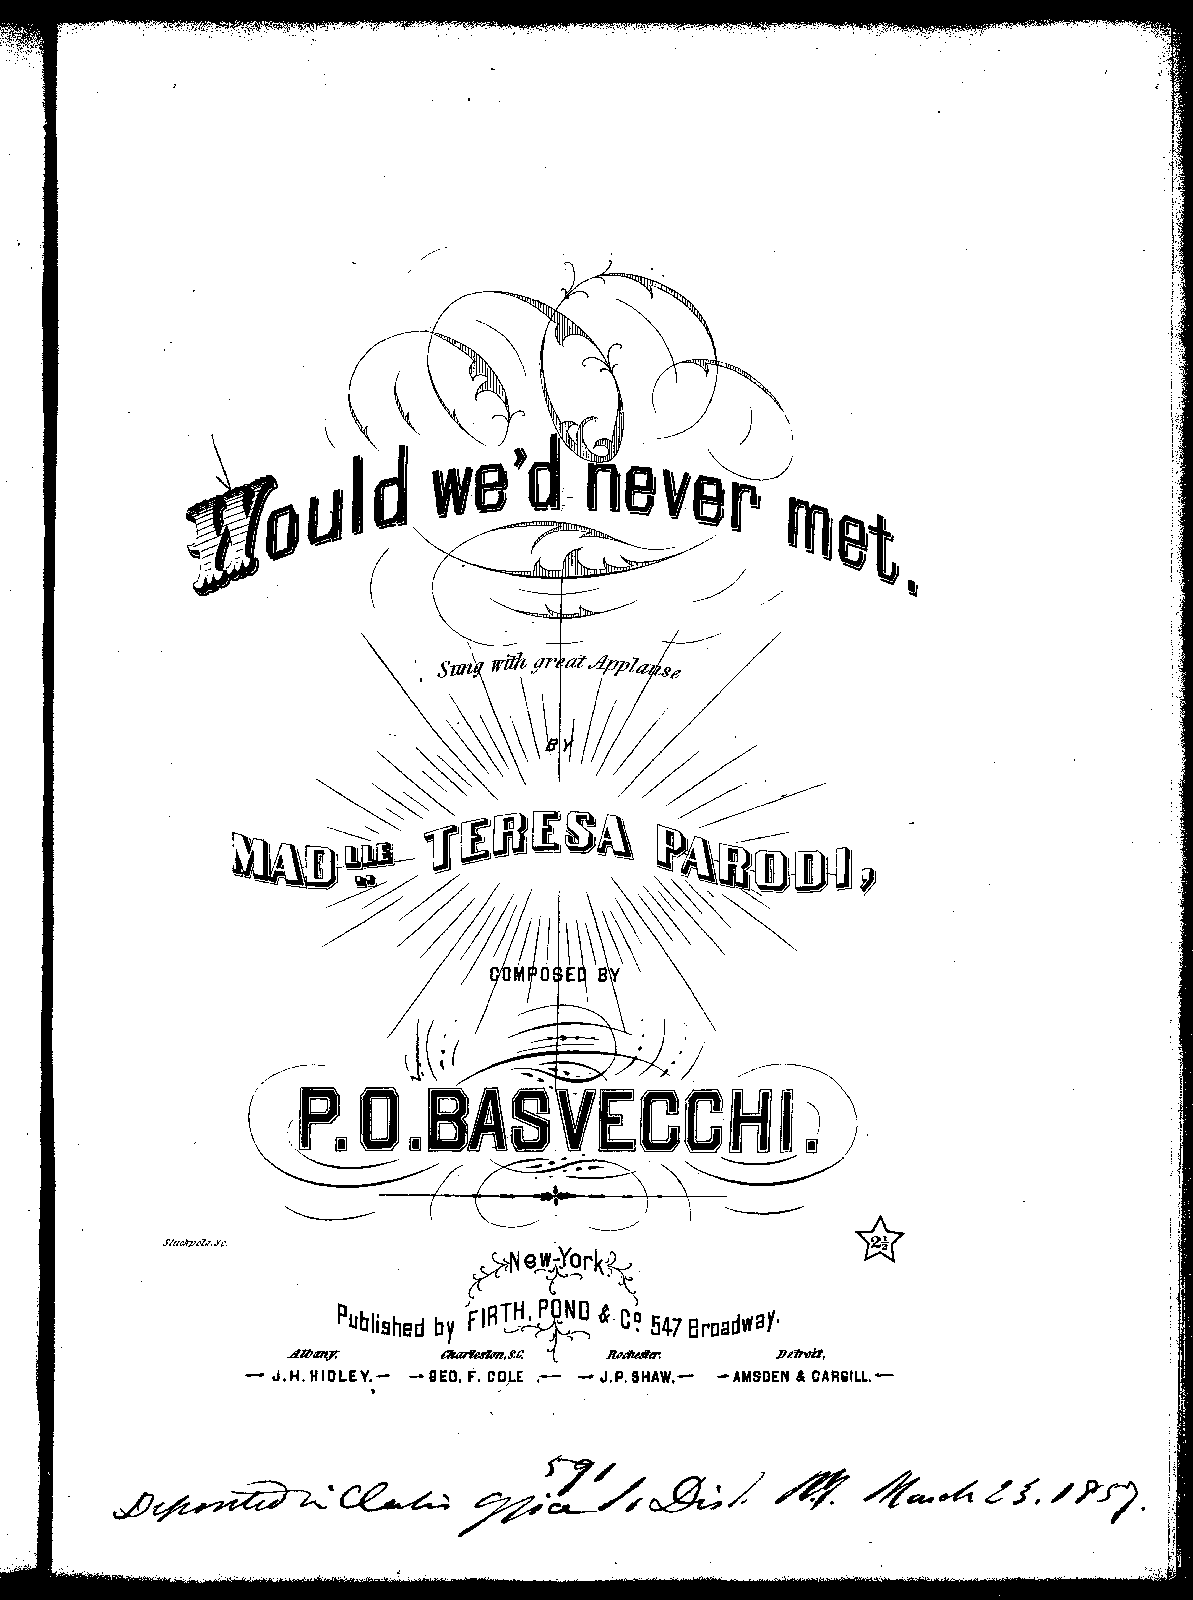 Would we'd never met.
Sung with great Applause
BY
MADLLE TERESA PARODI,
COMPOSED BY
P.O. BASVECCHI.
Stackpole. Sc.
2½
New-York
Published by FIRTH, POND & Co. 547 Broadway.
Albany. Charleston, S.C. Rochester. Detroit,
J.H. HIDLEY. GEO. F. COLE J.P. SHAW. AMSDEN & CARGILL.
591
Deposited in Clerks Office So. Dist. NY. March 23. 1857.